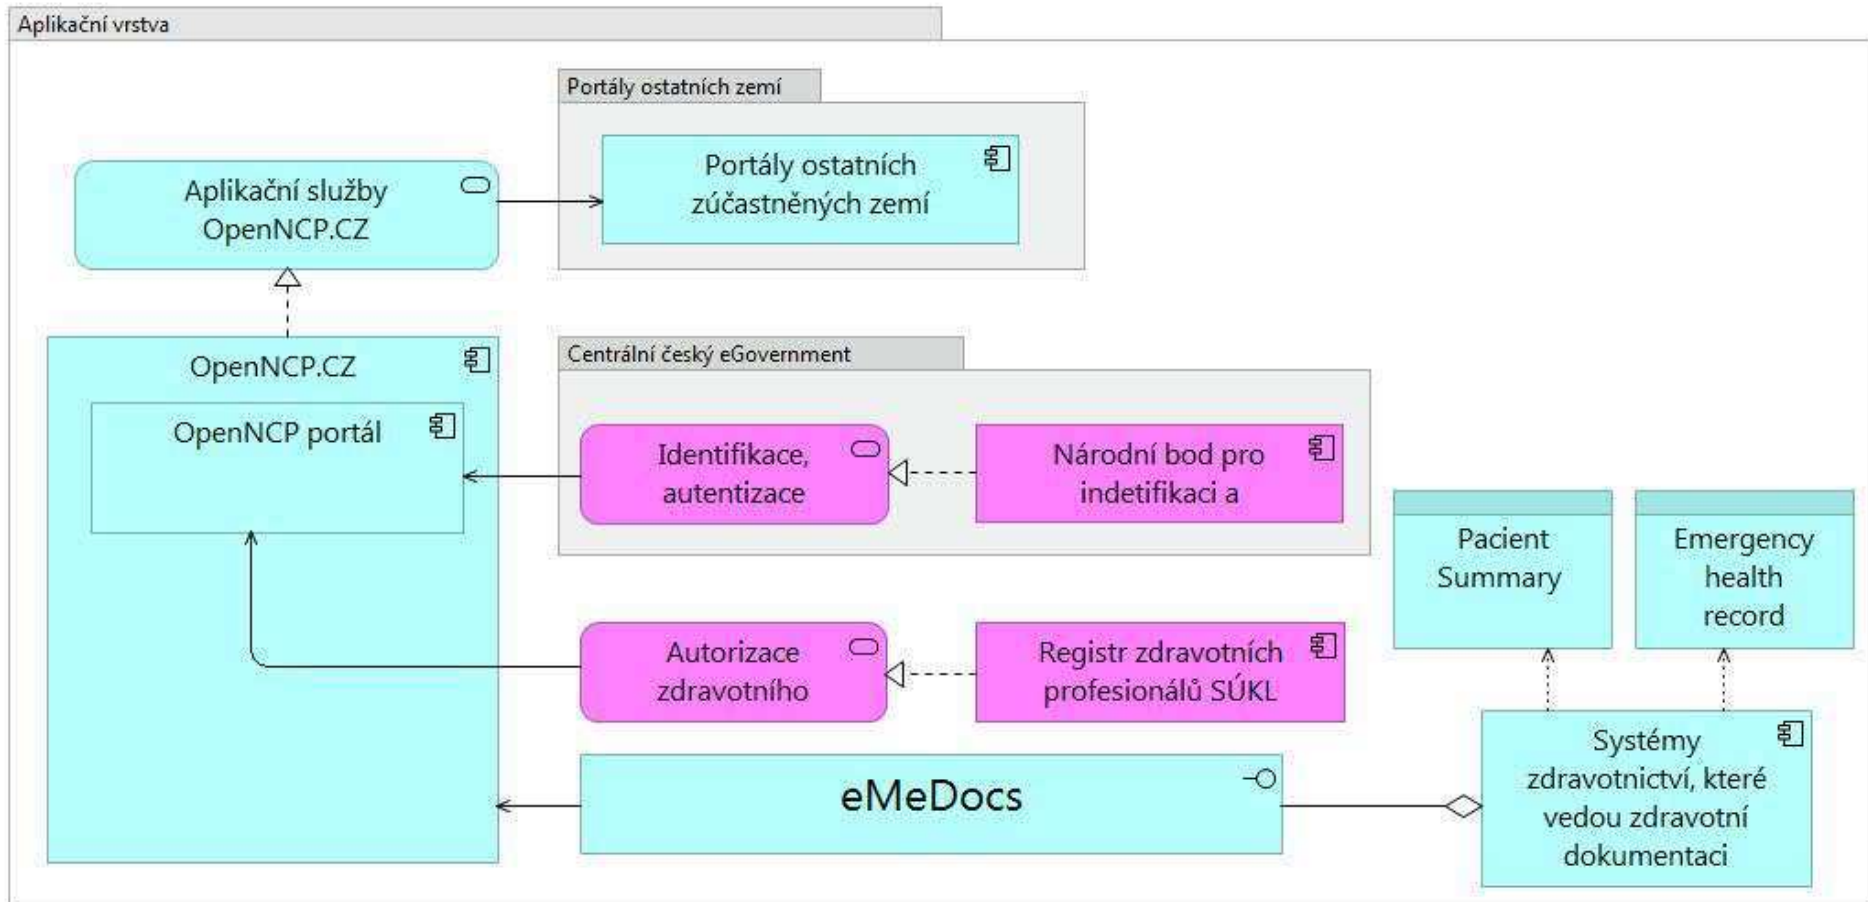 Aplikační vrstva
Portály ostatních zemí
Portály ostatních
zúčastněných zemí
Aplikační služby
OpenNCP.CZ
OpenNCP.CZ
OpenNCP portál
Centrální český eGovernment
Identifikace,
autentizace
Národní bod pro
indetifikaci a
Pacient
Summary
Emergency
health
record
Autorizace
zdravotního
Registr zdravotních
profesionálů SÚKL
eMeDocs
Systémy
zdravotnictví, které
vedou zdravotní
dokumentaci